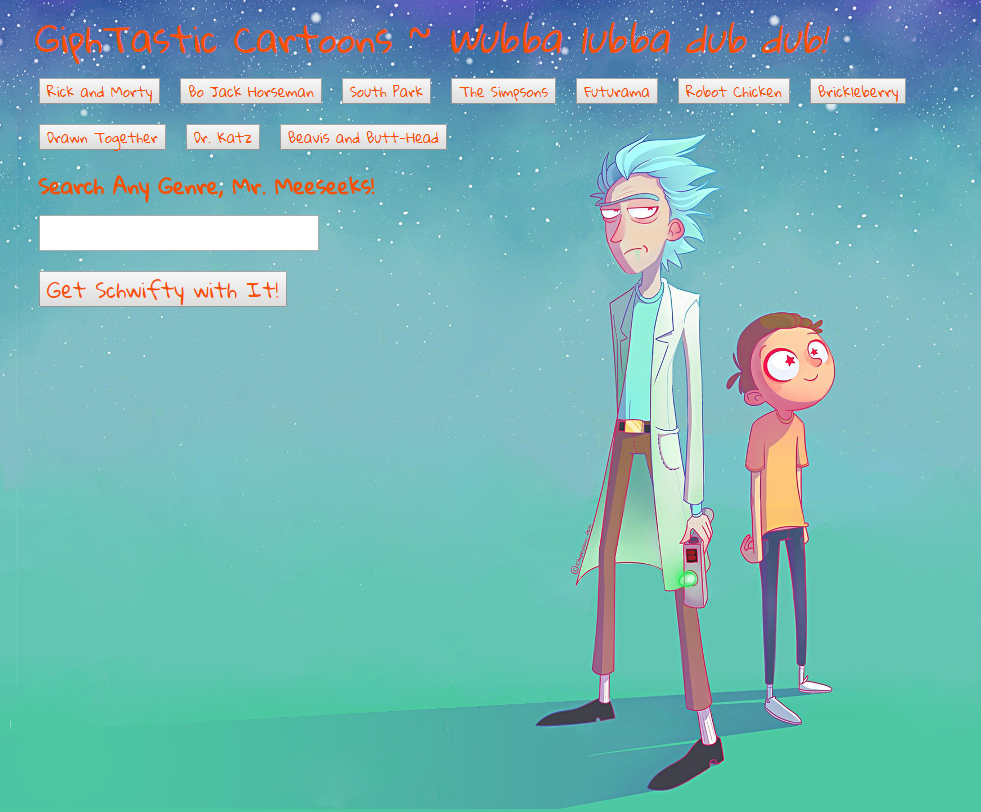 GiphTastic Cartoons ~ Wubba lubba dub dub!
Rick and Morty Bo Jack Horseman South Park The Simpsons Futurama Robot Chicken Brickleberry
Drawn Together Dr. Katz Beavis and Butt-Head
Search Any Genre; Mr. Meeseeks!
Get Schwifty with It!